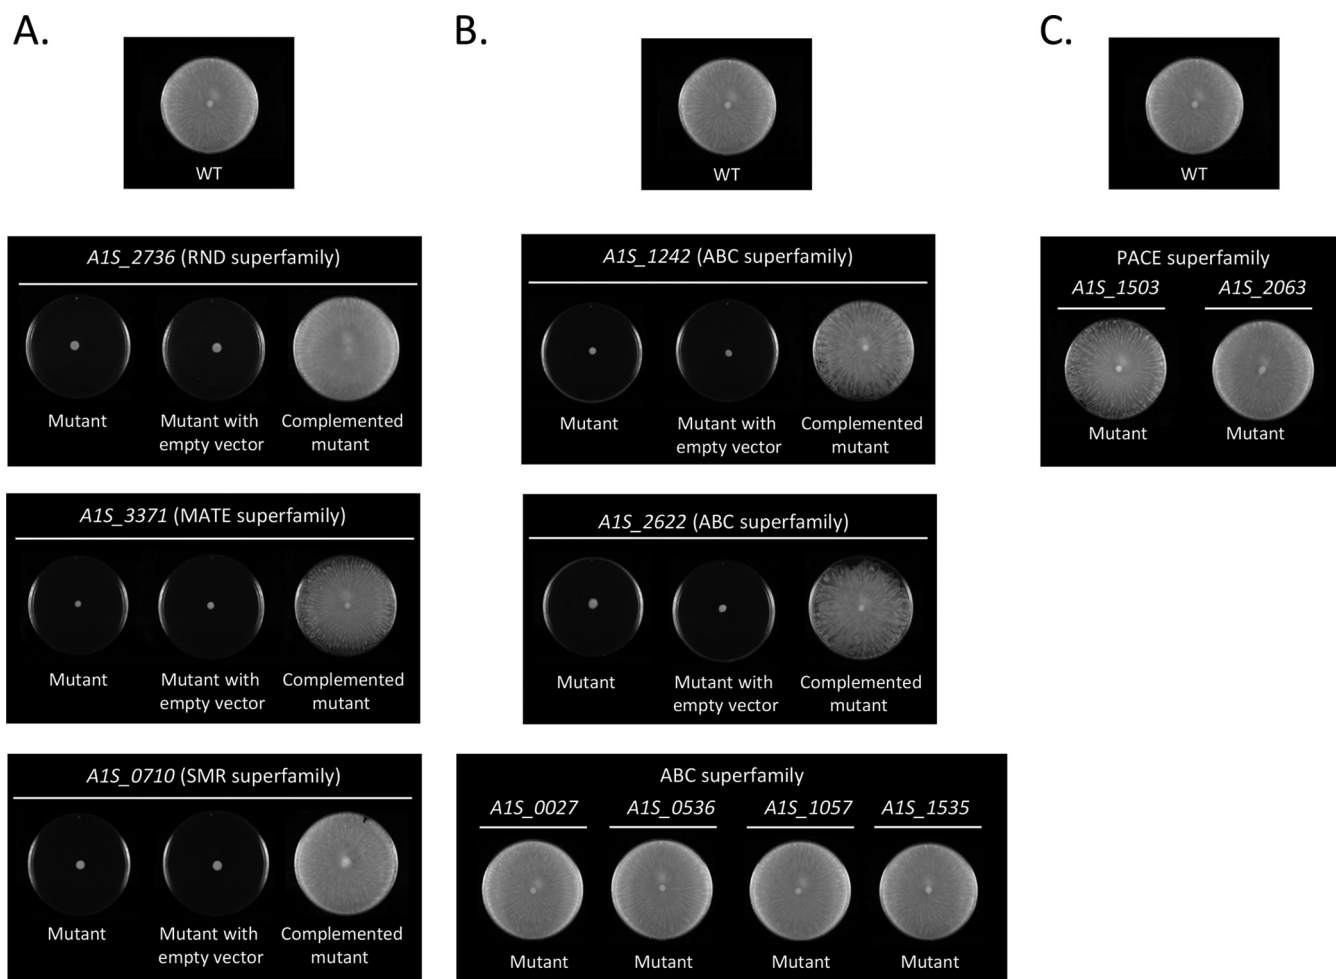 A.
WT
A1S_2736 (RND superfamily)
Mutant
Mutant with
empty vector
Complemented
mutant
A1S_3371 (MATE superfamily)
Mutant
Mutant with
empty vector
Complemented
mutant
A1S_0710 (SMR superfamily)
Mutant
Mutant with
empty vector
Complemented
mutant
B.
WT
A1S_1242 (ABC superfamily)
Mutant
Mutant with
empty vector
Complemented
mutant
A1S_2622 (ABC superfamily)
Mutant
Mutant with
empty vector
Complemented
mutant
ABC superfamily
A1S_0027 A1S_0536 A1S_1057 A1S_1535
Mutant Mutant Mutant Mutant
C.
WT
PACE superfamily
A1S_1503 A1S_2063
Mutant Mutant